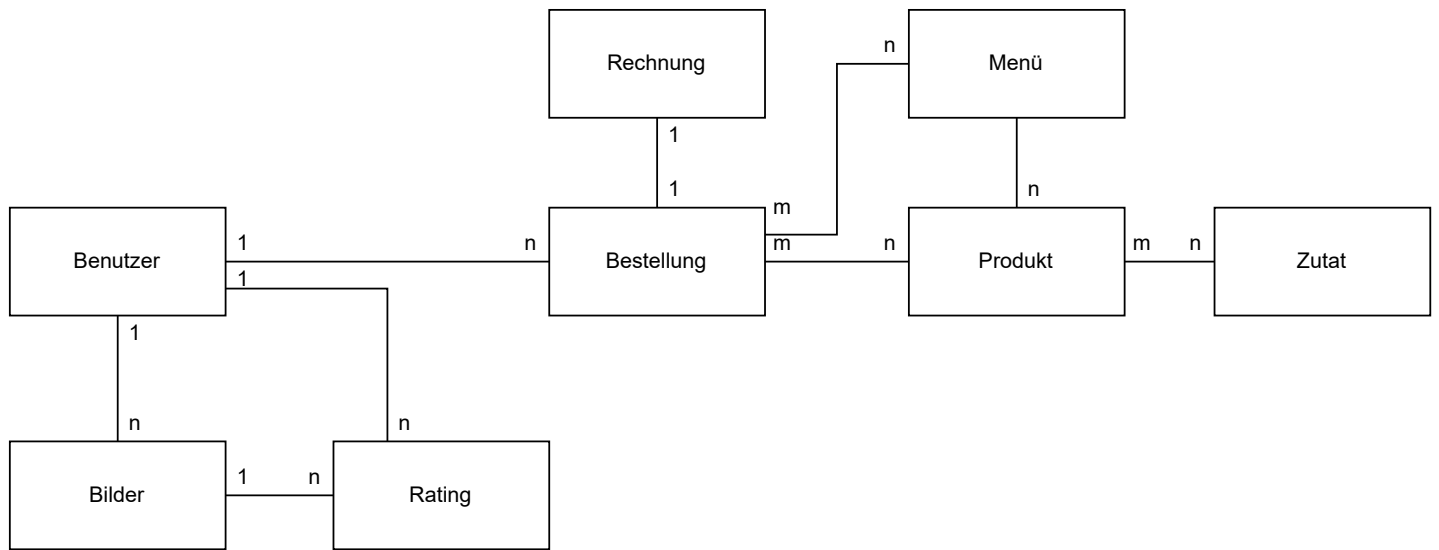 Rechnung
n
Menü
1
1
n
m
Benutzer
1
n
Bestellung
m
n
Produkt
m
n
Zutat
1
1
n
n
Bilder
1
n
Rating